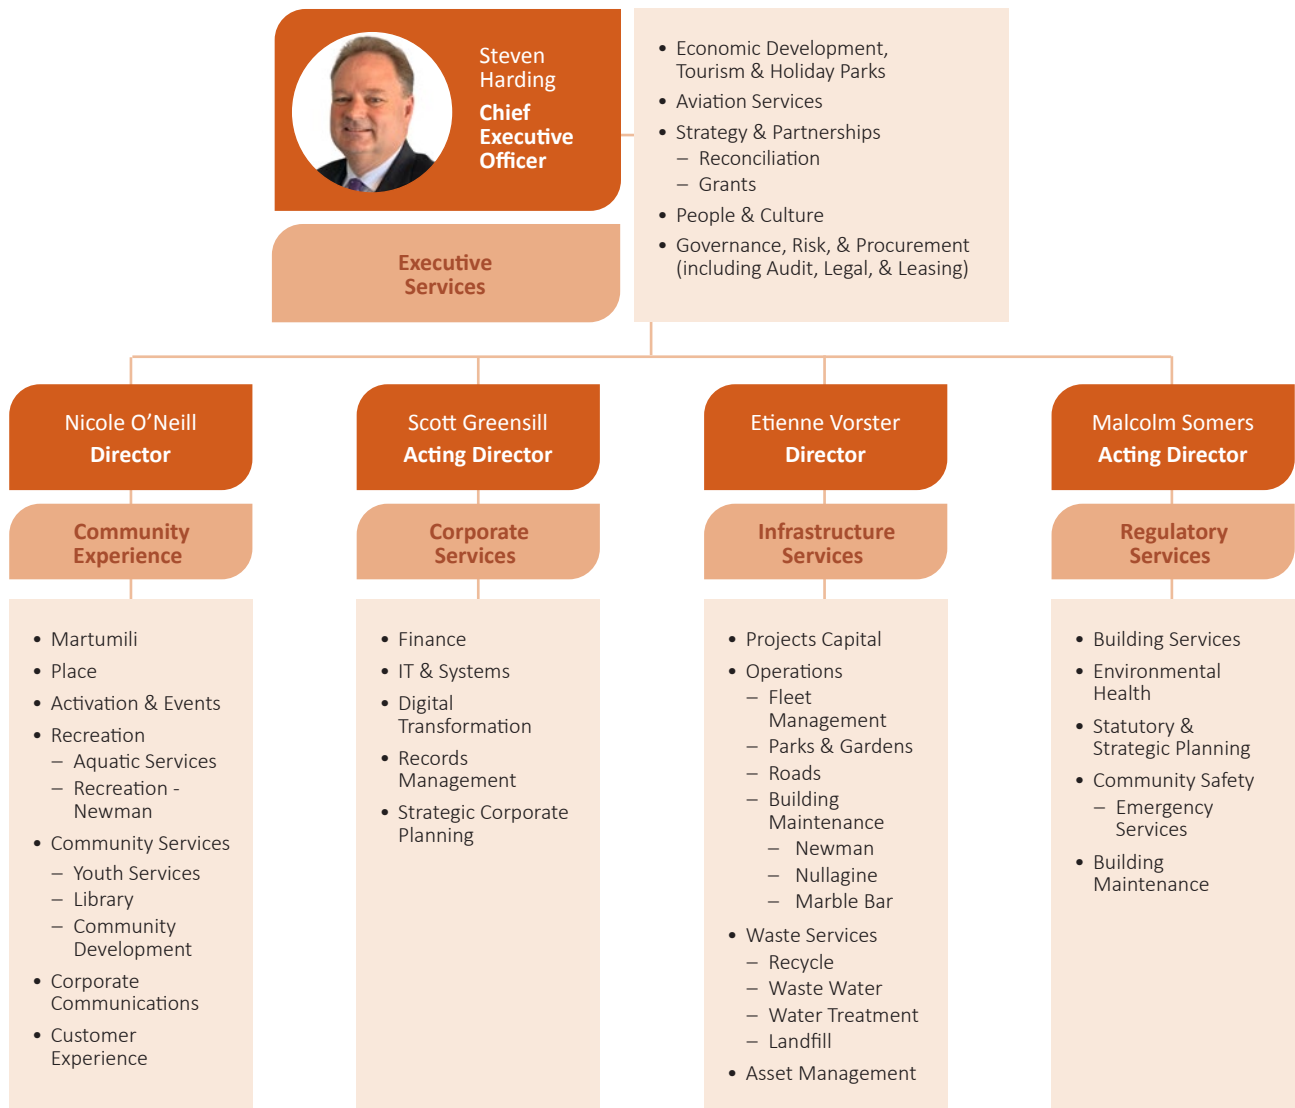 Steven
Harding
Chief
Executive
Officer
Executive
Services
• Economic Development,
Tourism & Holiday Parks
• Aviation Services
• Strategy & Partnerships
– Reconciliation
– Grants
• People & Culture
• Governance, Risk, & Procurement
(including Audit, Legal, & Leasing)
Nicole O’Neill
Director
Community
Experience
• Martumili
• Place
• Activation & Events
• Recreation
– Aquatic Services
– Recreation -
Newman
• Community Services
– Youth Services
– Library
– Community
Development
• Corporate
Communications
• Customer
Experience
Scott Greensill
Acting Director
Corporate
Services
• Finance
• IT & Systems
• Digital
Transformation
• Records
Management
• Strategic Corporate
Planning
Etienne Vorster
Director
Infrastructure
Services
• Projects Capital
• Operations
– Fleet
Management
– Parks & Gardens
– Roads
– Building
Maintenance
– Newman
– Nullagine
– Marble Bar
• Waste Services
– Recycle
– Waste Water
– Water Treatment
– Landfill
• Asset Management
Malcolm Somers
Acting Director
Regulatory
Services
• Building Services
• Environmental
Health
• Statutory &
Strategic Planning
• Community Safety
– Emergency
Services
• Building
Maintenance